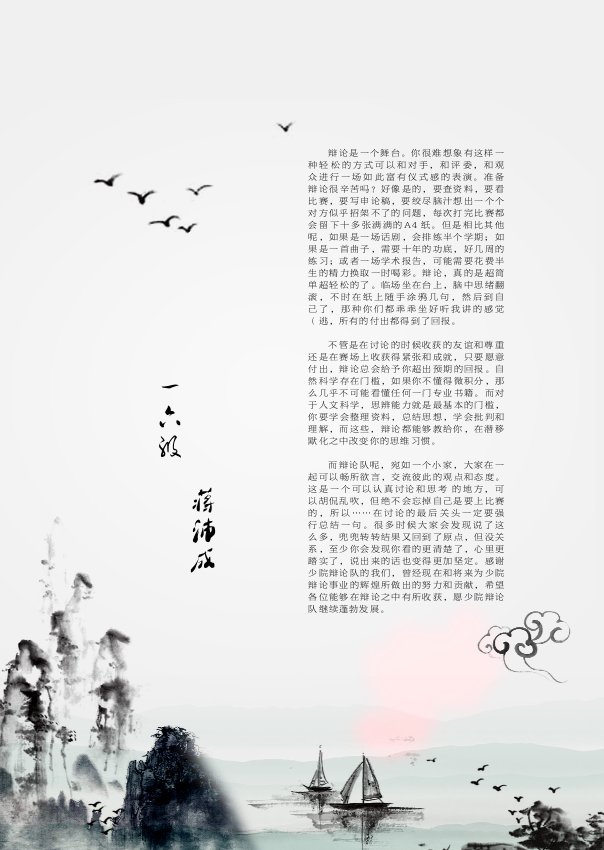 辩论是一个舞台。你很难想象有这样一
种轻松的方式可以和对手，和评委，和观
众进行一场如此富有仪式感的表演。准备
辩论很辛苦吗？好像是的，要查资料，要看
比赛，要写申论稿，要绞尽脑汁想出一个个
对方似乎招架不了的问题，每次打完比赛都
会留下十多张满满的A4 纸。但是相比其他
呢，如果是一场话剧，会排练半个学期；如
果是一首曲子，需要十年的功底，好几周的
练习；或者一场学术报告，可能需要花费半
生的精力换取一时喝彩。辩论，真的是超简
单超轻松的了。临场坐在台上，脑中思绪翻
滚，不时在纸上随手涂鸦几句，然后到自
己了，那种你们都乖乖坐好听我讲的感觉
（ 逃，所有的付出都得到了回报。
不管是在讨论的时候收获的友谊和尊重
还是在赛场上收获得紧张和成就，只要愿意
付出，辩论总会给予你超出预期的回报。自
然科学存在门槛，如果你不懂得微积分，那
么几乎不可能看懂任何一门专业书籍。而对
于人文科学，思辨能力就是最基本的门槛，
你要学会整理资料，总结思想，学会批判和
理解，而这些，辩论都能够教给你，在潜移
默化之中改变你的思维习惯。
而辩论队呢，宛如一个小家，大家在一
起可以畅所欲言，交流彼此的观点和态度。
这是一个可以认真讨论和思考 的地方，可
以胡侃乱吹，但绝不会忘掉自己是要上比赛
的，所以……在讨论的最后 关头一定要强
行总结一句。很多时候大家会发现说了这
么多，兜兜转转结果又回到了原点，但没关
系，至少你会发现你看的更清楚了，心里更
踏实了，说出来的话也变得更加坚定。感谢
少院辩论队的我们，曾经现在和将来为少院
辩论事业的辉煌所做出的努力和贡献，希望
各位能够在辩论之中有所收获，愿少院辩论
队继续蓬勃发展。
一六级
蒋沛成